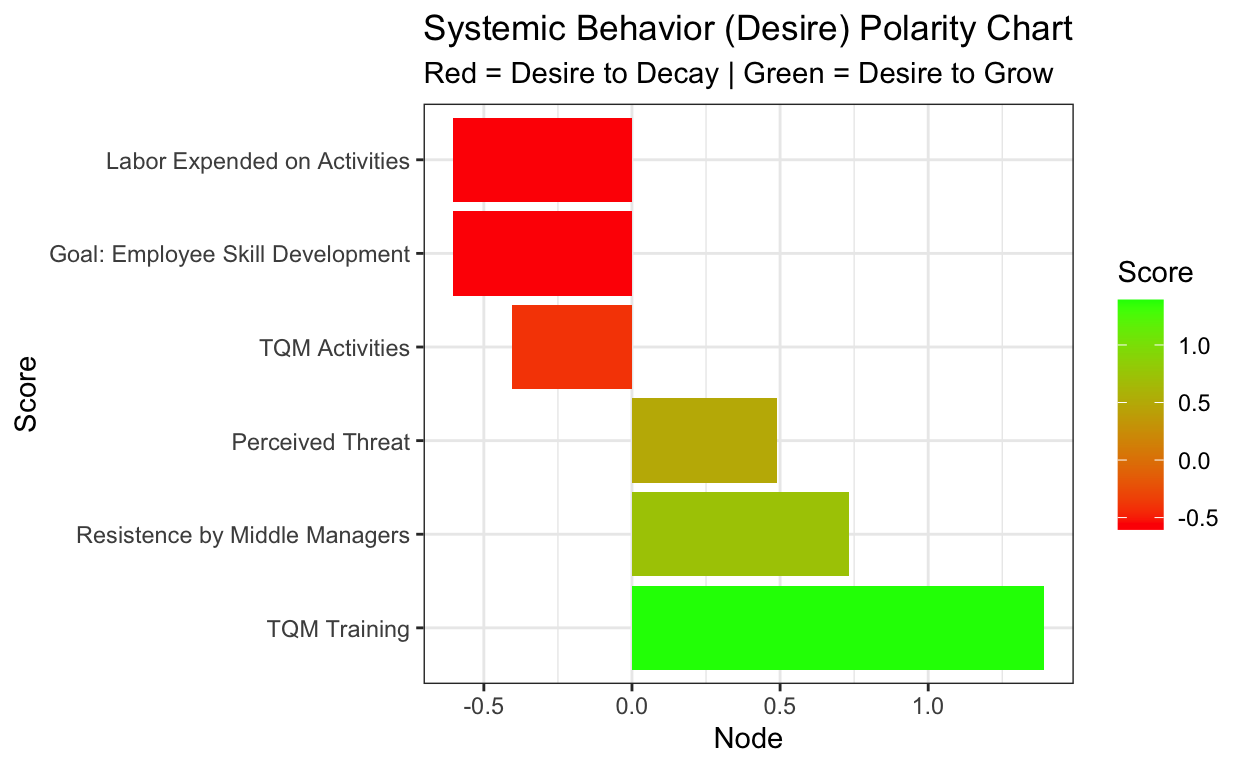 Systemic Behavior (Desire) Polarity Chart
Red = Desire to Decay | Green = Desire to Grow
Labor Expended on Activities
Goal: Employee Skill Development
TQM Activities
Perceived Threat
Resistence by Middle Managers
TQM Training
Score
-0.5
0.0
0.5
1.0
Node
Score
1.0
0.5
0.0
-0.5